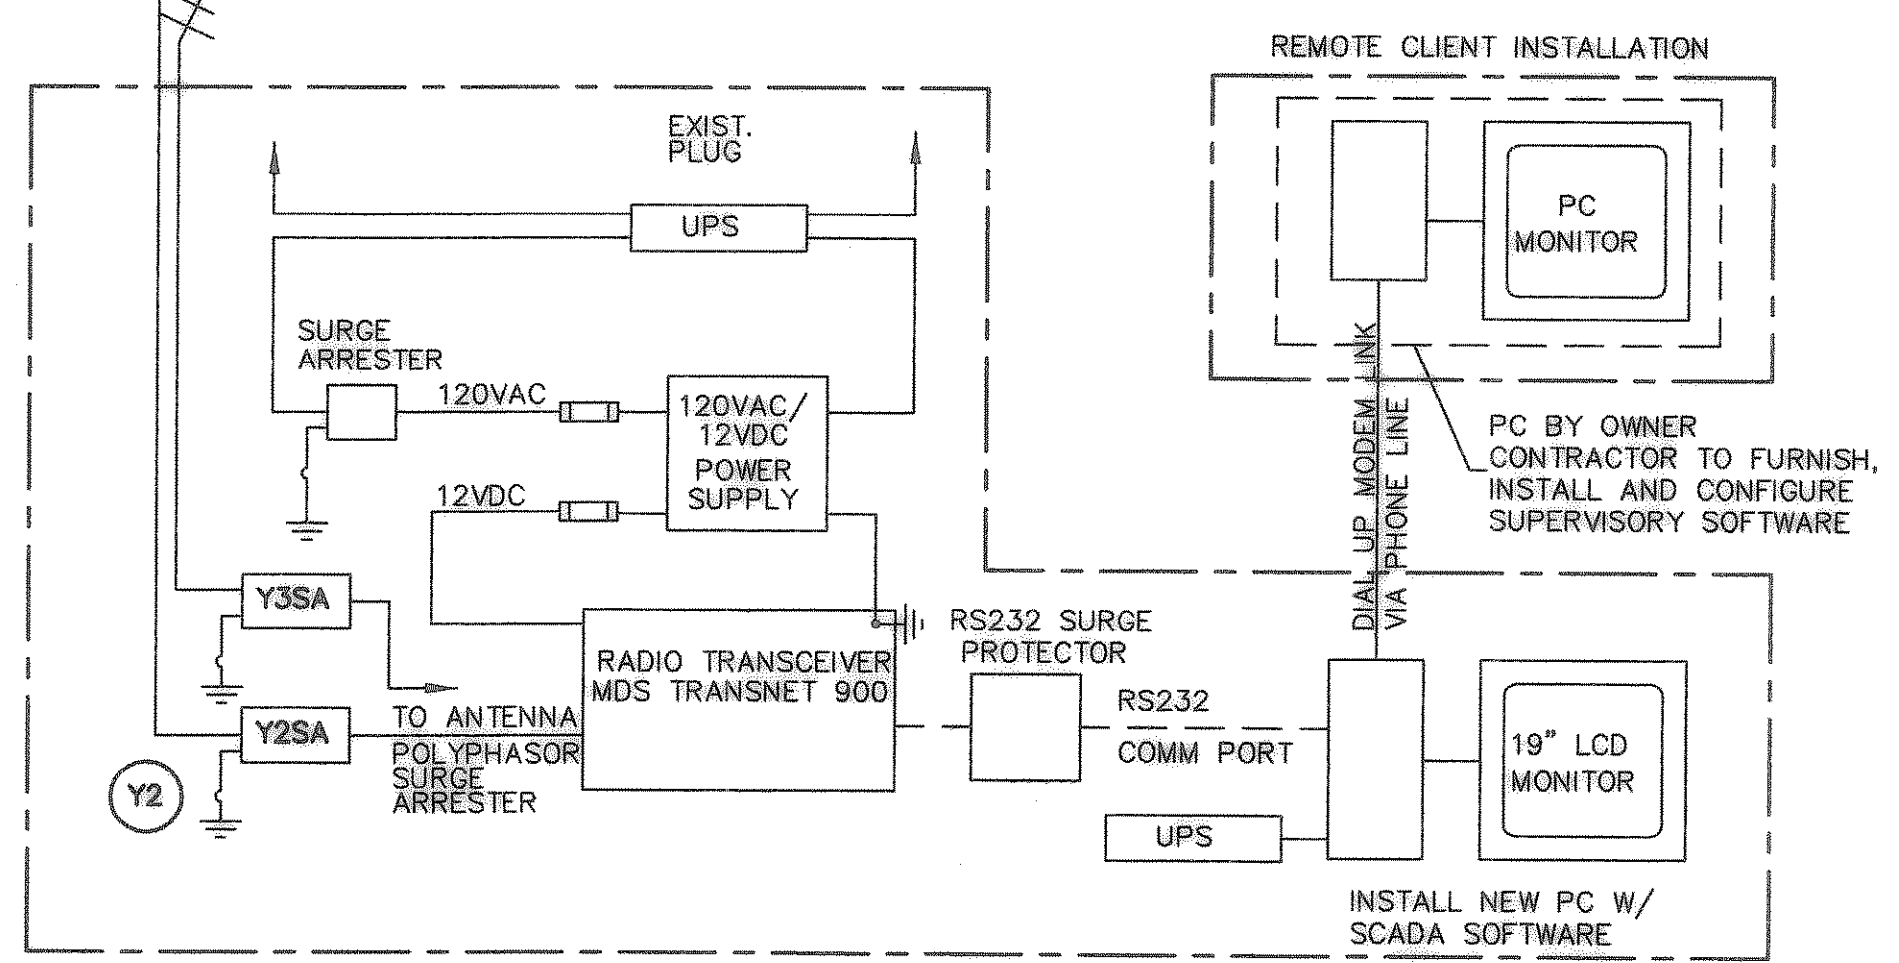 REMOTE CLIENT INSTALLATION
EXIST.
PLUG
UPS
PC
MONITOR
SURGE
ARRESTER
120VAC
120VAC/
12VDC
POWER
SUPPLY
12VDC
DIAL UP MODEM LINK
VIA PHONE LINE
PC BY OWNER
CONTRACTOR TO FURNISH,
INSTALL AND CONFIGURE
SUPERVISORY SOFTWARE
Y3SA
RADIO TRANSCEIVER
MDS TRANSNET 900
RS232 SURGE
PROTECTOR
RS232
COMM PORT
Y2SA
TO ANTENNA
POLYPHASOR
SURGE
ARRESTER
Y2
19" LCD
MONITOR
UPS
INSTALL NEW PC W/
SCADA SOFTWARE